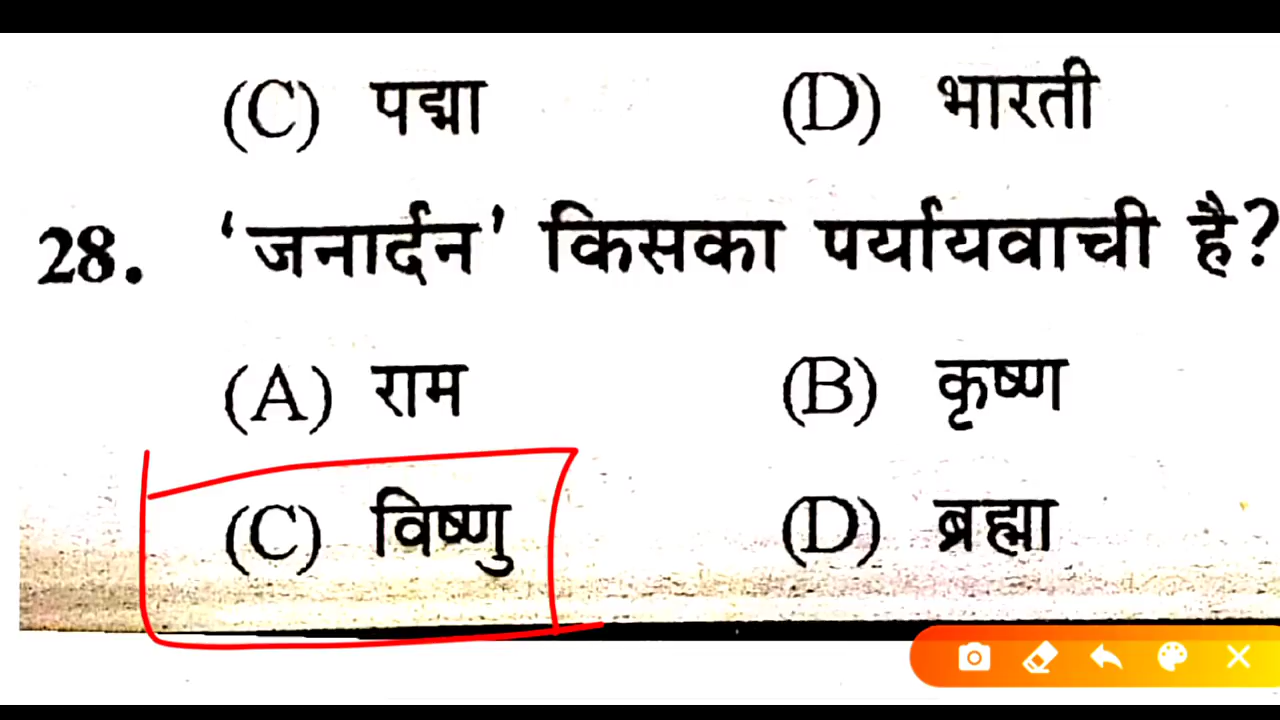 (C) पद्मा (D) भारती
28. ‘जनार्दन’ किसका पर्यायवाची है?
(A) राम (B) कृष्ण
(C) विष्णु (D) ब्रह्मा